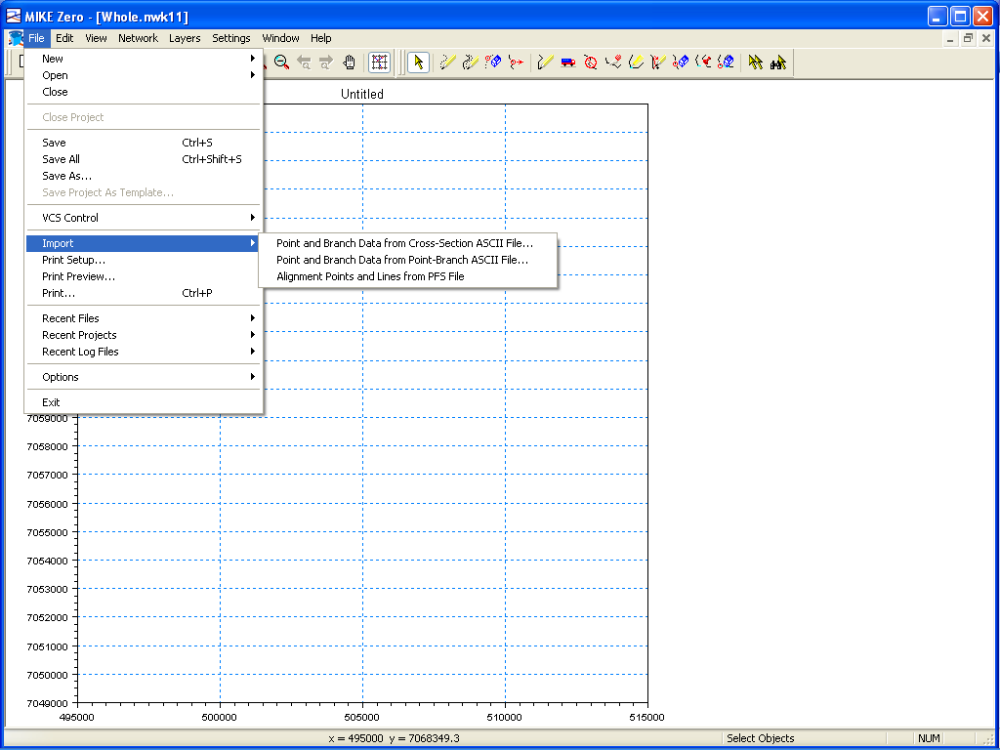 MIKE Zero - [Whole.nwk11]
File Edit View Network Layers Settings Window Help
New
Open
Close
Close Project
Save Ctrl+S
Save All Ctrl+Shift+S
Save As...
Save Project As Template...
VCS Control
Import
Print Setup...
Print Preview...
Print... Ctrl+P
Recent Files
Recent Projects
Recent Log Files
Options
Exit
Point and Branch Data from Cross-Section ASCII File...
Point and Branch Data from Point-Branch ASCII File...
Alignment Points and Lines from PFS File
Untitled
7059000
7058000
7057000
7056000
7055000
7054000
7053000
7052000
7051000
7050000
7049000
495000 500000 505000 510000 515000
x = 495000 y = 7068349.3 Select Objects NUM